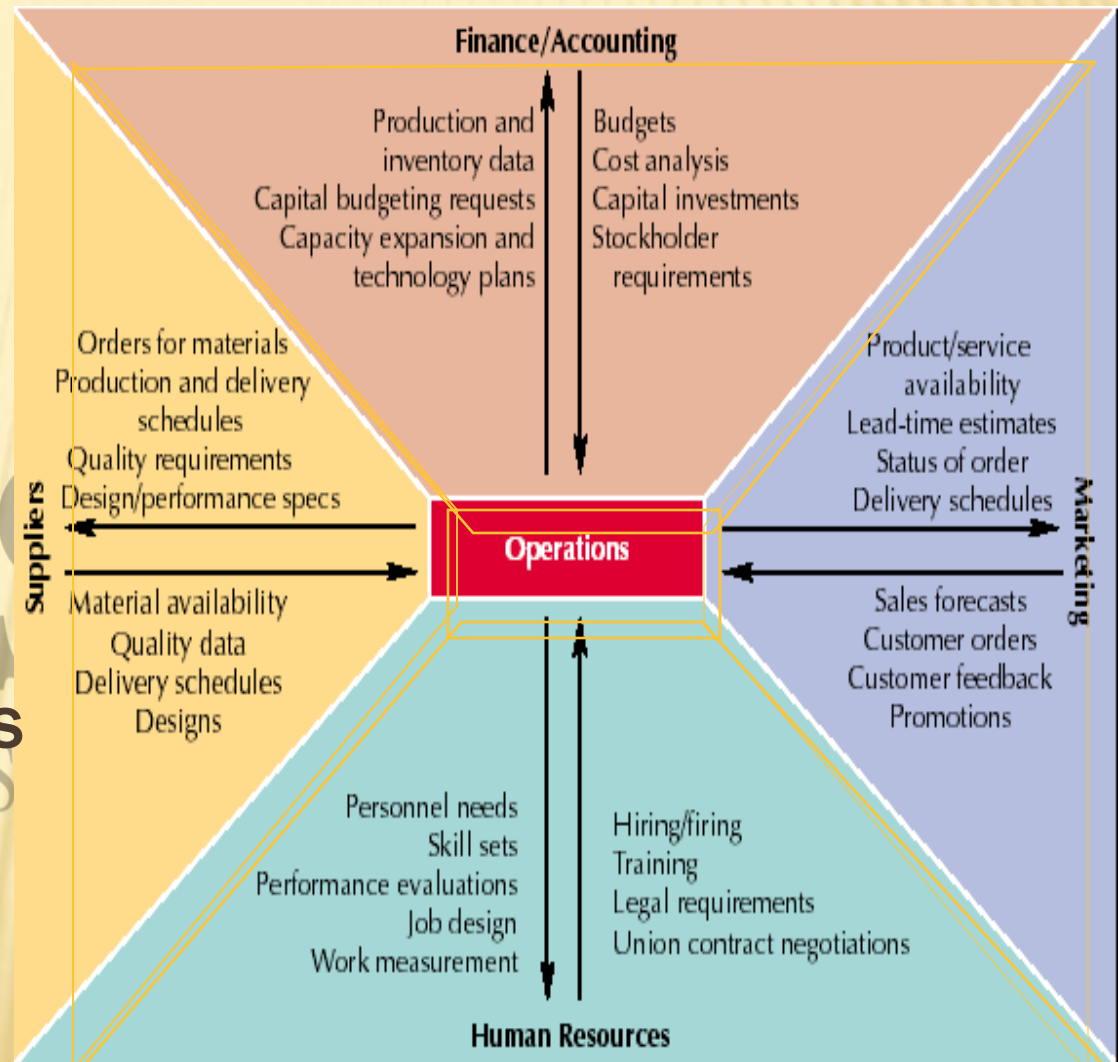 Finance/Accounting
Production and
inventory data
Capital budgeting requests
Capacity expansion and
technology plans
Budgets
Cost analysis
Capital investments
Stockholder
requirements
Suppliers
Orders for materials
Production and delivery
schedules
Quality requirements
Design/performance specs
Material availability
Quality data
Delivery schedules
Designs
Operations
Product/service
availability
Lead-time estimates
Status of order
Delivery schedules
Sales forecasts
Customer orders
Customer feedback
Promotions
Marketing
Personnel needs
Skill sets
Performance evaluations
Job design
Work measurement
Hiring/firing
Training
Legal requirements
Union contract negotiations
Human Resources